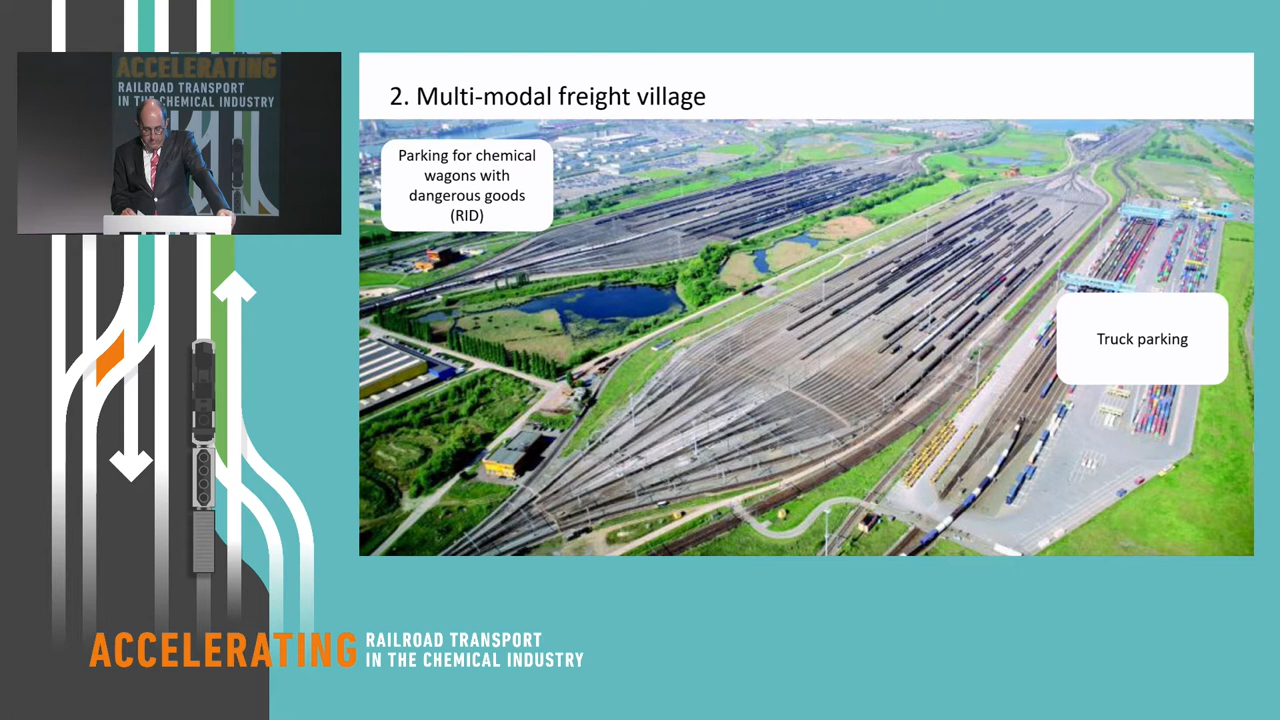 ACCELERATING
RAILROAD TRANSPORT
IN THE CHEMICAL INDUSTRY
2. Multi-modal freight village
Parking for chemical
wagons with
dangerous goods
(RID)
Truck parking
ACCELERATING
RAILROAD TRANSPORT
IN THE CHEMICAL INDUSTRY